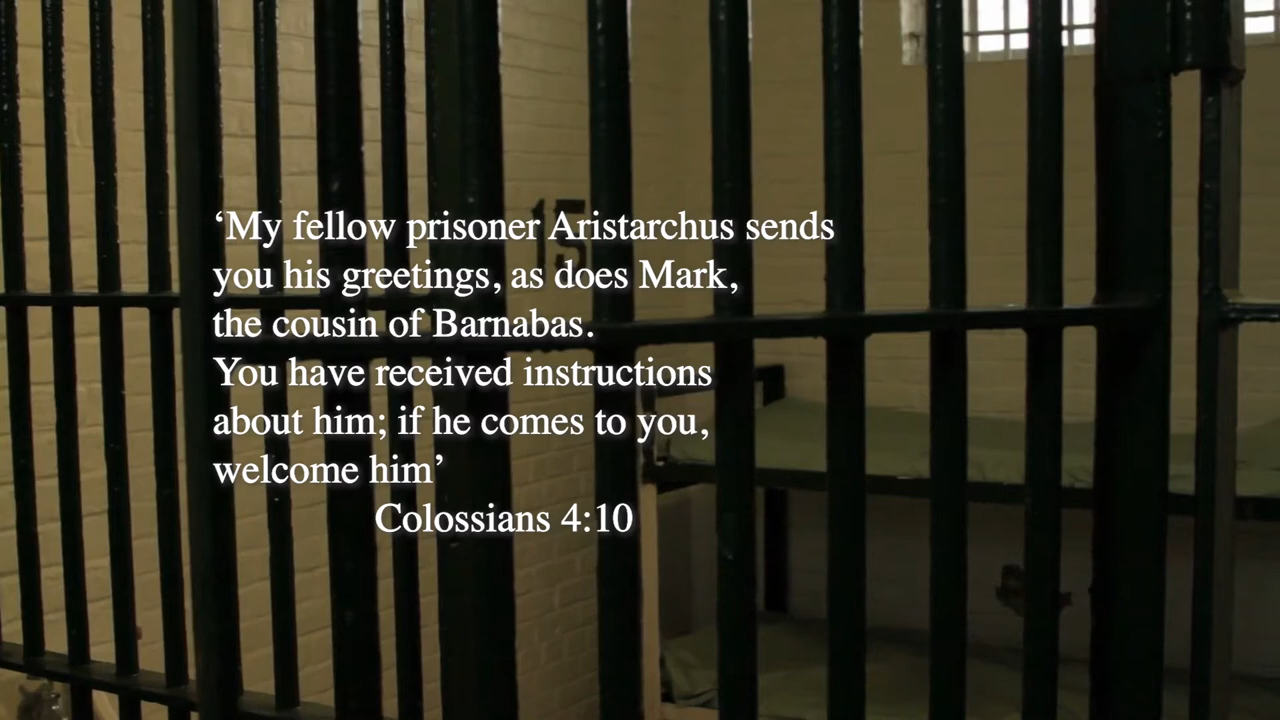 15
‘My fellow prisoner Aristarchus sends
you his greetings, as does Mark,
the cousin of Barnabas.
You have received instructions
about him; if he comes to you,
welcome him’
Colossians 4:10